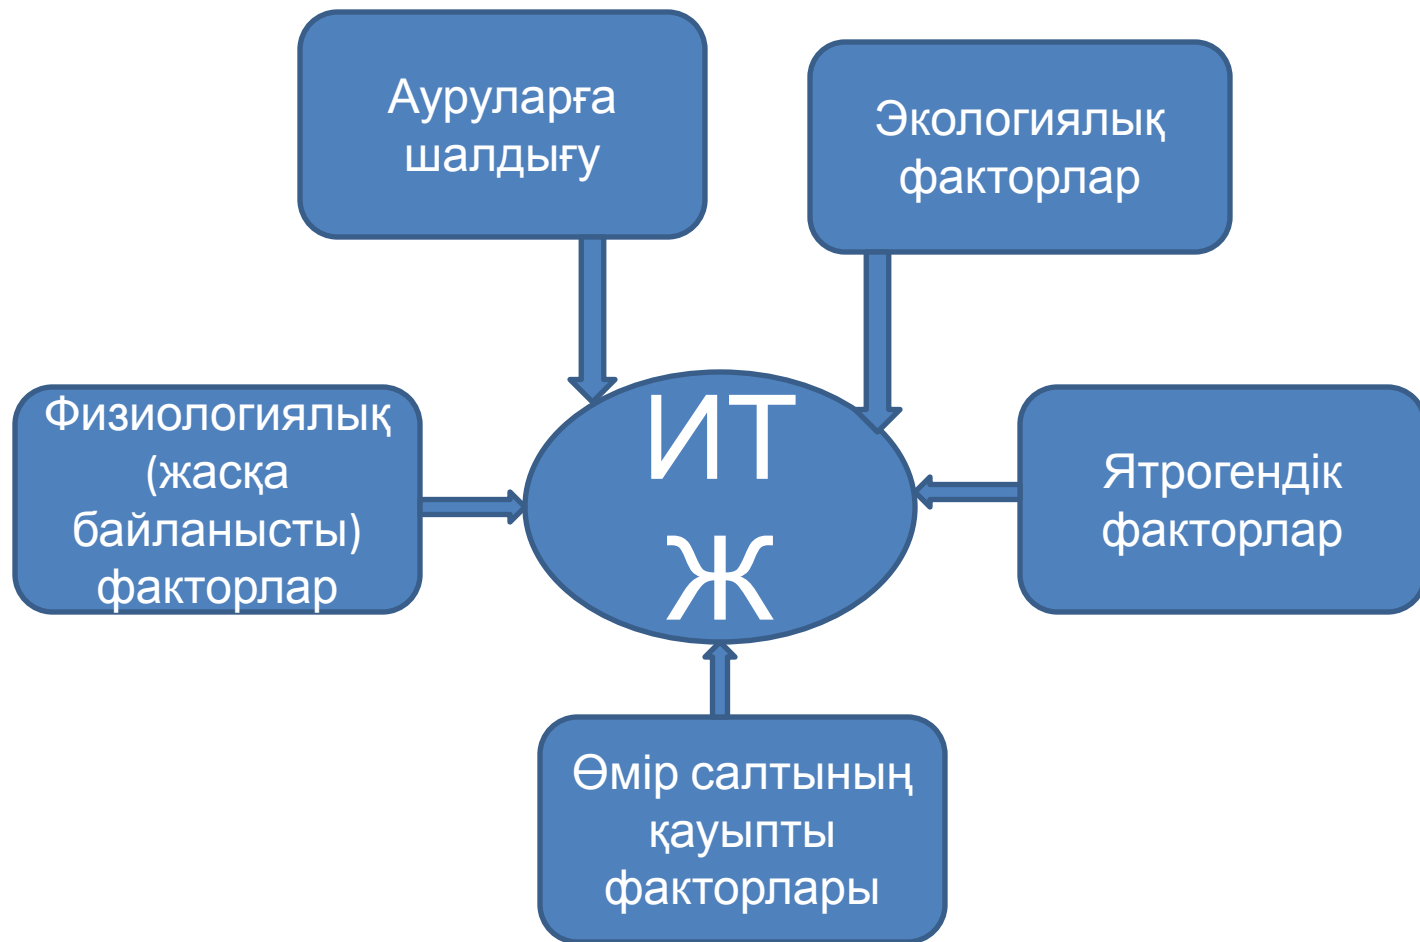 Ауруларға
шалдығу
Экологиялық
факторлар
Физиологиялық
(жасқа
байланысты)
факторлар
ИТ
Ж
Ятрогендік
факторлар
Өмір салтының
қауыпты
факторлары